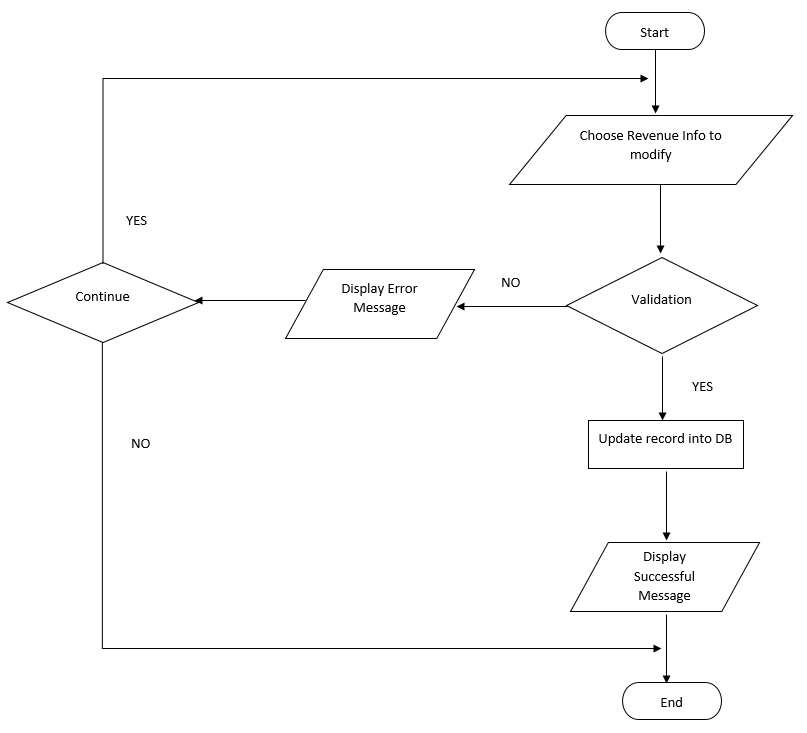 Start
Choose Revenue Info to
modify
YES
Continue
Display Error
Message
NO
Validation
YES
NO
Update record into DB
Display
Successful
Message
End